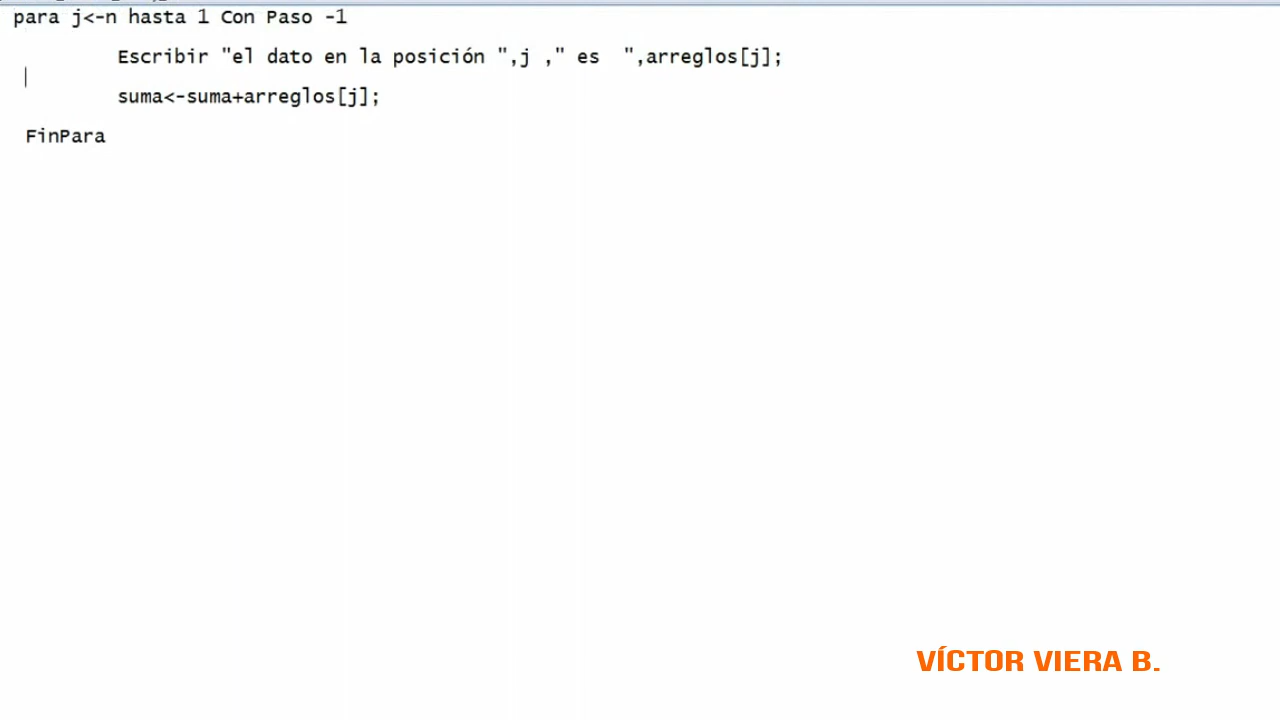 para j<-n hasta 1 Con Paso -1
Escribir "el dato en la posición ",j ," es  ",arreglos[j];
suma<-suma+arreglos[j];
FinPara
VÍCTOR VIERA B.